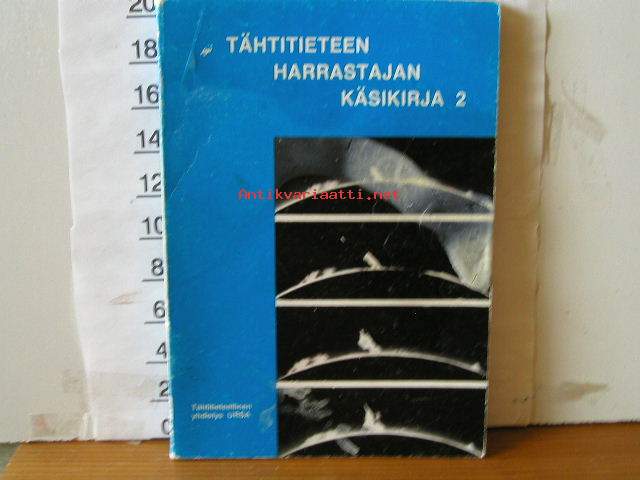 20
18
16
14
12
10
8
6
4
2
TÄHTITIETEEN
HARRASTAJAN
KÄSIKIRJA 2
Antikvariaatti.net
Tähtitieteellinen
yhdistys URSA